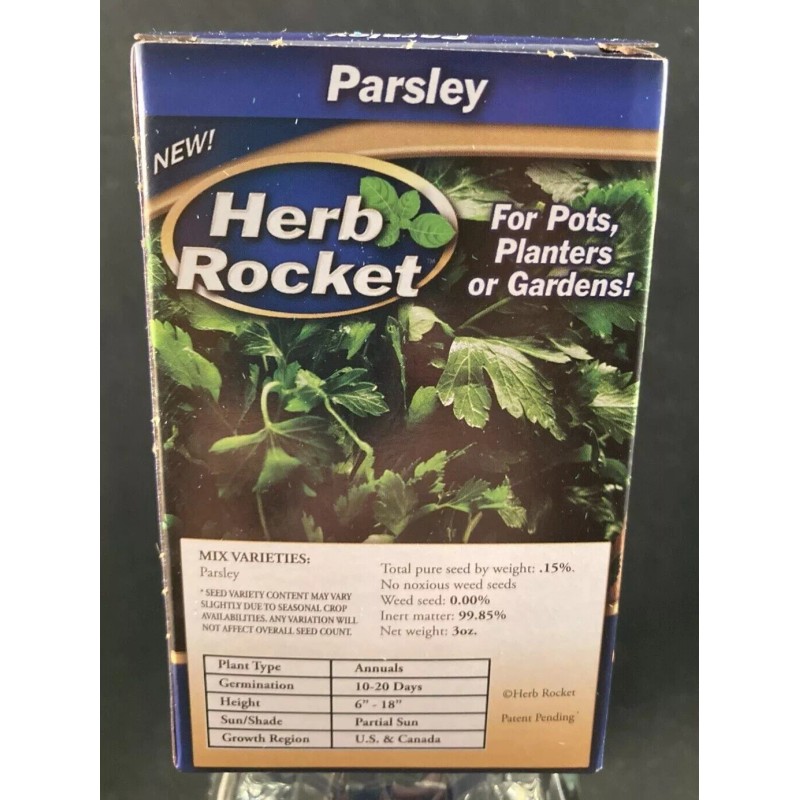 Parsley
NEW!
Herb
Rocket™
For Pots,
Planters
or Gardens!
MIX VARIETIES:
Parsley
* SEED VARIETY CONTENT MAY VARY
SLIGHTLY DUE TO SEASONAL CROP
AVAILABILITIES. ANY VARIATION WILL
NOT AFFECT OVERALL SEED COUNT.
Total pure seed by weight: .15%.
No noxious weed seeds
Weed seed: 0.00%
Inert matter: 99.85%
Net weight: 3oz.
Plant Type Annuals
Germination 10-20 Days
Height 6” - 18”
Sun/Shade Partial Sun
Growth Region U.S. & Canada
©Herb Rocket
Patent Pending